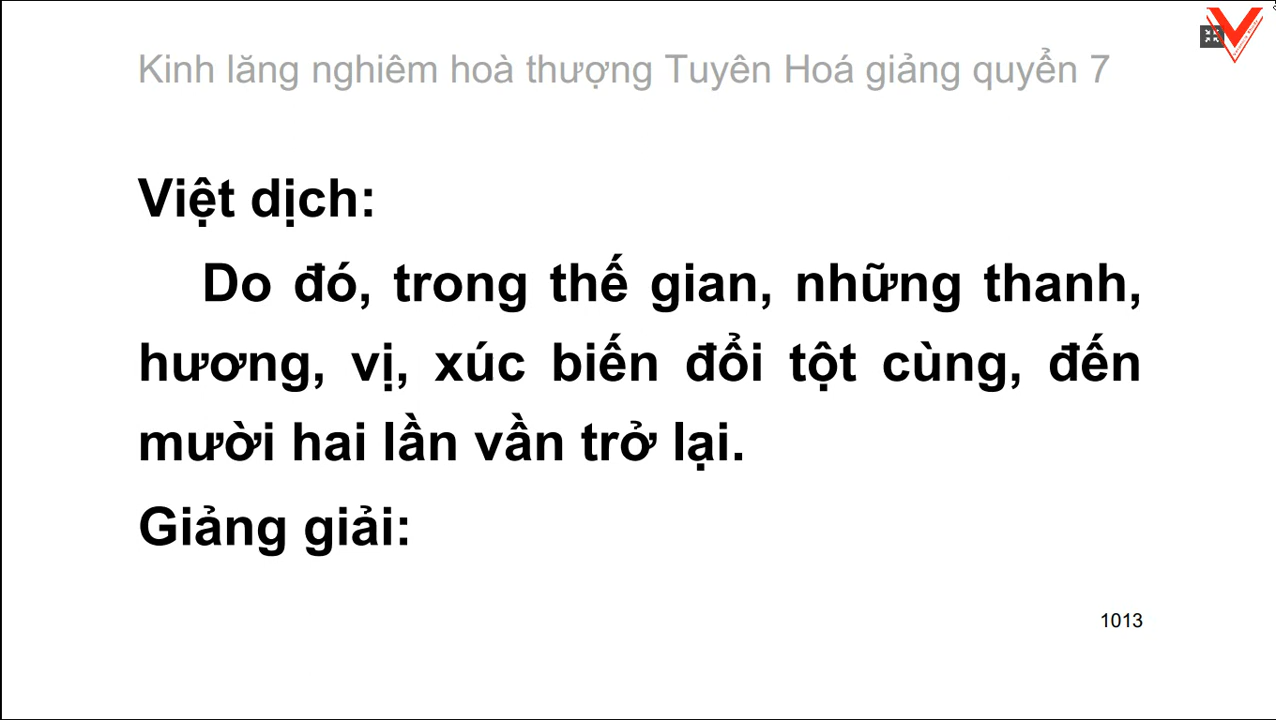 Kinh lăng nghiêm hoà thượng Tuyên Hoá giảng quyển 7
Việt dịch:
Do đó, trong thế gian, những thanh,
hương, vị, xúc biến đổi tột cùng, đến
mười hai lần vần trở lại.
Giảng giải:
1013